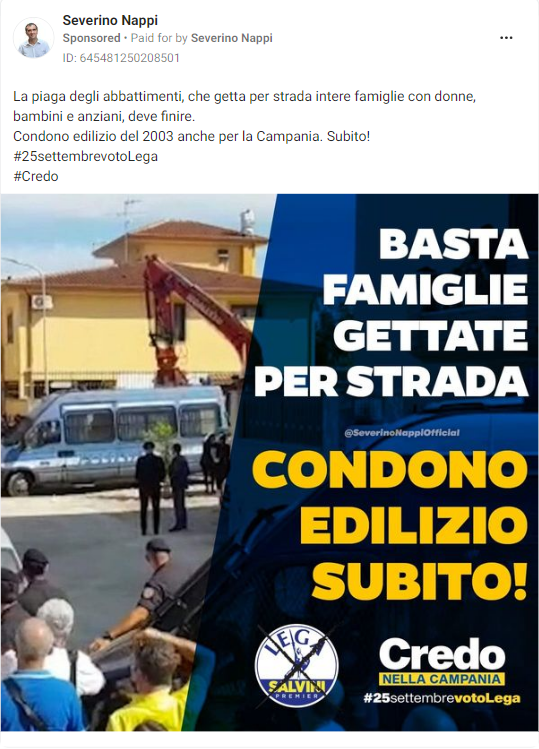 Severino Nappi
Sponsored • Paid for by Severino Nappi
ID: 645481250208501
La piaga degli abbattimenti, che getta per strada intere famiglie con donne,
bambini e anziani, deve finire.
Condono edilizio del 2003 anche per la Campania. Subito!
#25settembrevotoLega
#Credo
BASTA
FAMIGLIE
GETTATE
PER STRADA
@SeverinoNappiOfficial
CONDONO
EDILIZIO
SUBITO!
LEGA
SALVINI
PREMIER
Credo
NELLA CAMPANIA
#25settembrevotoLega